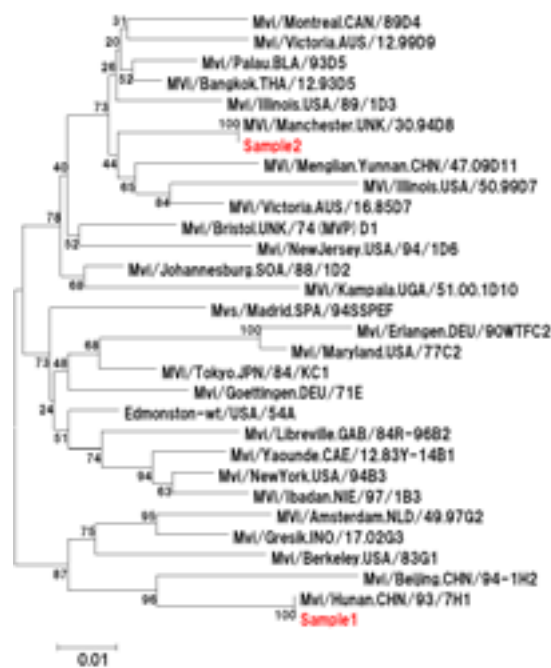 31
Mvi/Montreal.CAN/89D4
20
Mvi/Victoria.AUS/12.99D9
26
Mvi/Palau.BLA/93D5
52
MVi/Bangkok.THA/12.93D5
73
Mvi/Illinois.USA/89/1D3
100
MVi/Manchester.UNK/30.94D8
Sample2
44
MVi/Menglian.Yunnan.CHN/47.09D11
40
65
MVi/Illinois.USA/50.99D7
84
MVi/Victoria.AUS/16.85D7
78
Mvi/Bristol.UNK/74 (MVP) D1
52
Mvi/NewJersey.USA/94/1D6
Mvi/Johannesburg.SOA/88/1D2
68
MVi/Kampala.UGA/51.00.1D10
Mvs/Madrid.SPA/94SSPEF
100
Mvi/Erlangen.DEU/90WTFC2
68
Mvi/Maryland.USA/77C2
73
48
MVi/Tokyo.JPN/84/KC1
Mvi/Goettingen.DEU/71E
24
Edmonston-wt/USA/54A
51
Mvi/Libreville.GAB/84R-96B2
74
Mvi/Yaounde.CAE/12.83Y-14B1
94
Mvi/NewYork.USA/94B3
63
MVi/Ibadan.NIE/97/1B3
95
MVi/Amsterdam.NLD/49.97G2
75
Mvi/Gresik.INO/17.02G3
Mvi/Berkeley.USA/83G1
87
Mvi/Beijing.CHN/94-1H2
96
Mvi/Hunan.CHN/93/7H1
100
Sample1
0.01